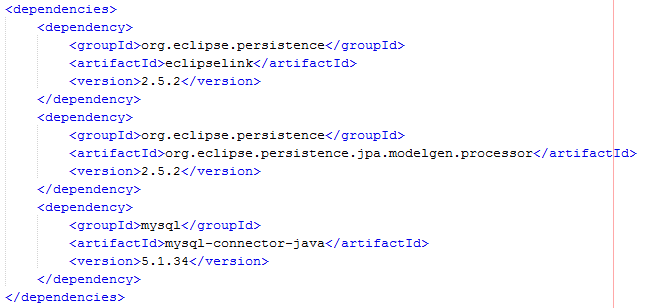 <dependencies>
    <dependency>
        <groupId>org.eclipse.persistence</groupId>
        <artifactId>eclipselink</artifactId>
        <version>2.5.2</version>
    </dependency>
    <dependency>
        <groupId>org.eclipse.persistence</groupId>
        <artifactId>org.eclipse.persistence.jpa.modelgen.processor</artifactId>
        <version>2.5.2</version>
    </dependency>
    <dependency>
        <groupId>mysql</groupId>
        <artifactId>mysql-connector-java</artifactId>
        <version>5.1.34</version>
    </dependency>
</dependencies>